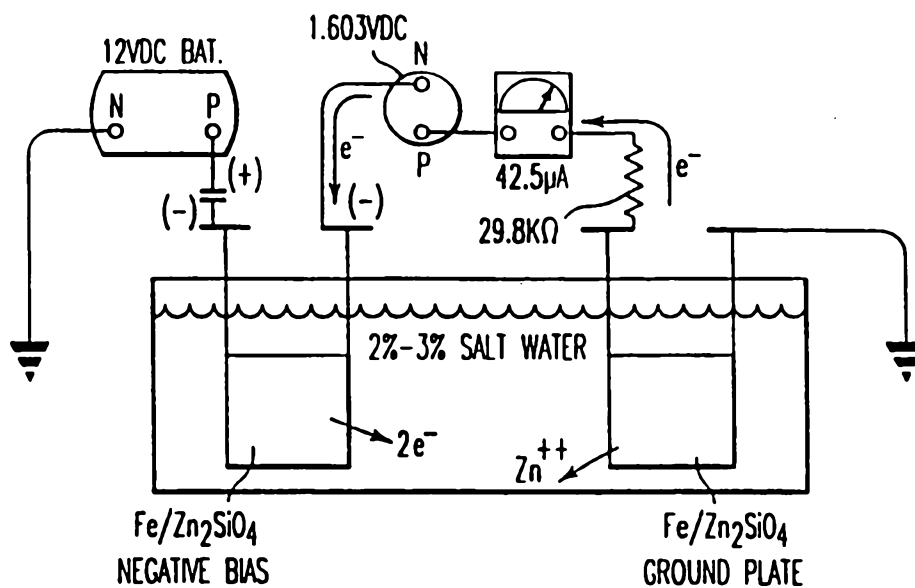 1.603VDC
12VDC BAT.
N
P
N
P
e⁻
42.5µA
e⁻
(+)
(-)
(-)
29.8KΩ
2%-3% SALT WATER
2e⁻
Zn⁺⁺
Fe/Zn₂SiO₄
NEGATIVE BIAS
Fe/Zn₂SiO₄
GROUND PLATE